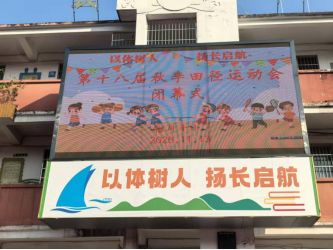 以体树人 扬长启航
第十八届秋季田径运动会
闭幕式
以体树人 扬长启航